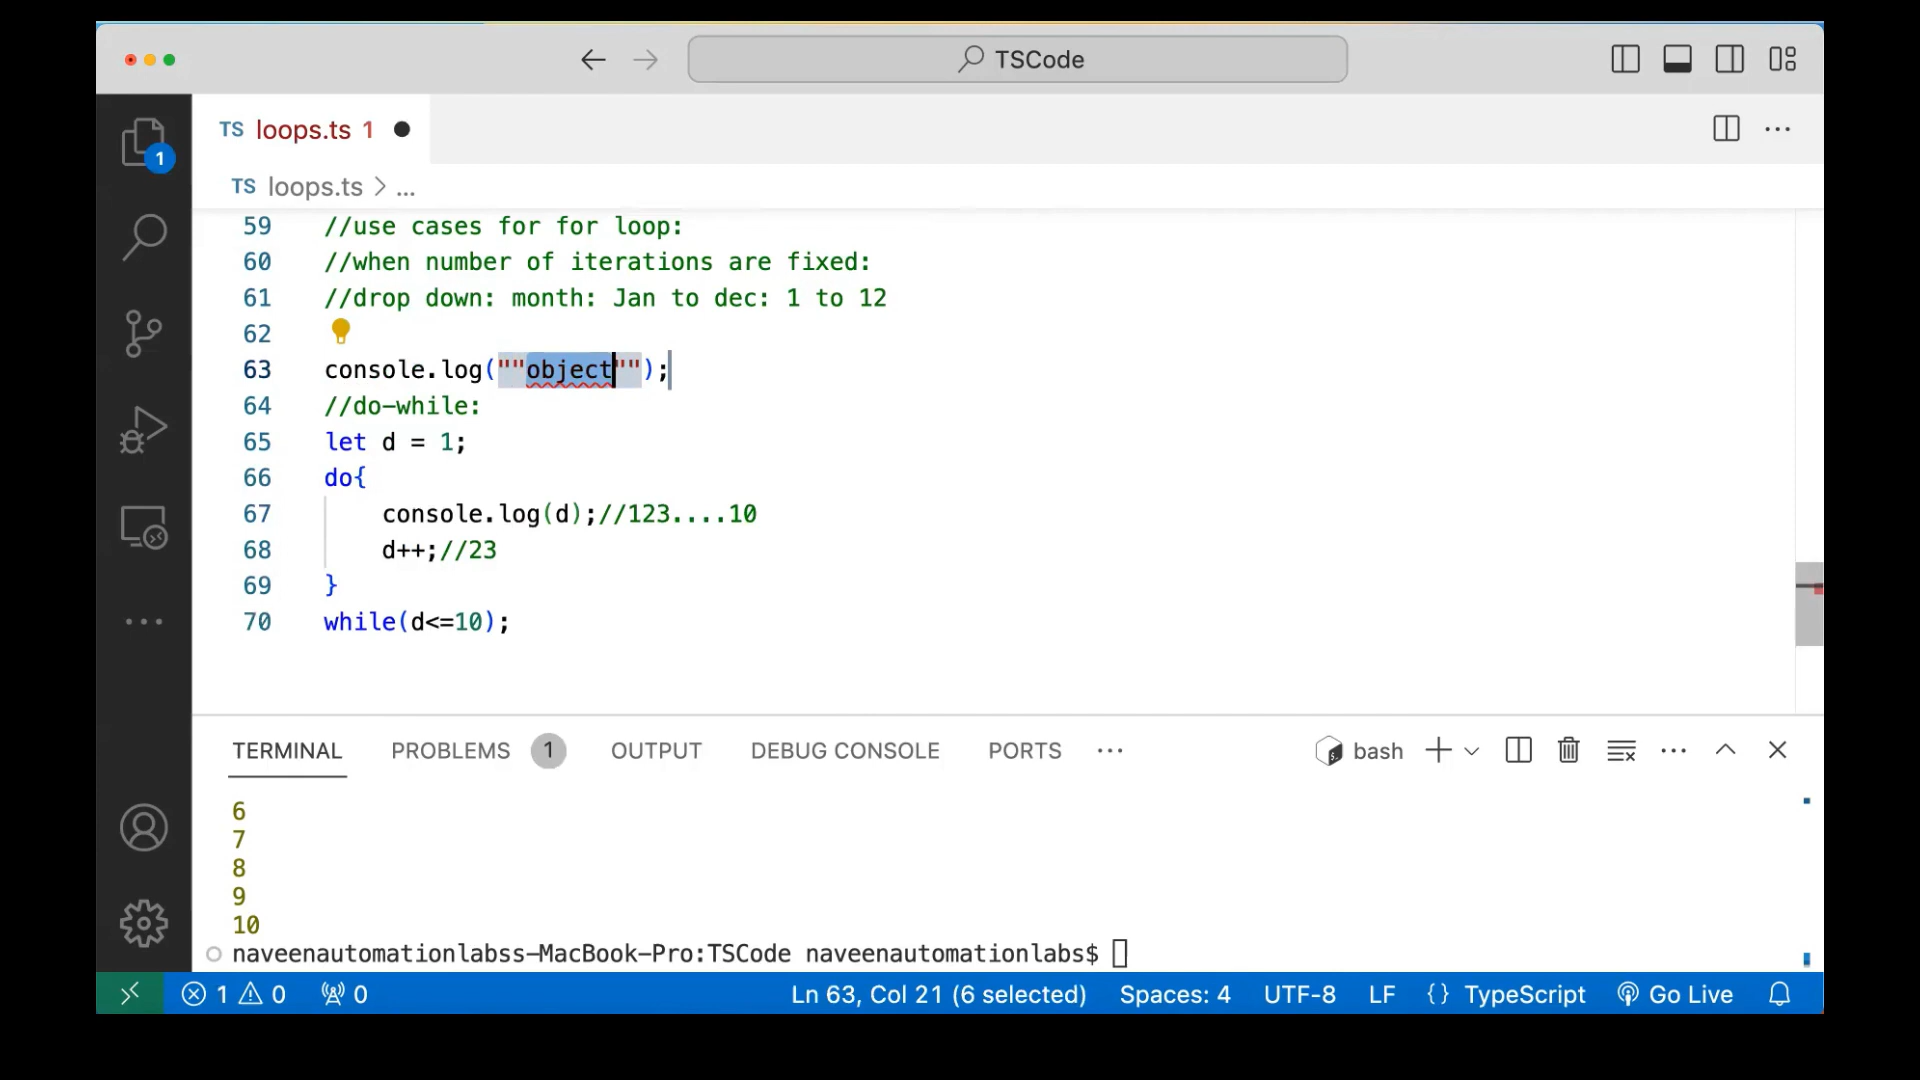 TSCode
TS loops.ts 1
1
TS loops.ts > ...
59 //use cases for for loop:
60 //when number of iterations are fixed:
61 //drop down: month: Jan to dec: 1 to 12
62
63 console.log(""object"");
64 //do-while:
65 let d = 1;
66 do{
67 console.log(d);//123....10
68 d++;//23
69 }
70 while(d<=10);
TERMINAL PROBLEMS 1 OUTPUT DEBUG CONSOLE PORTS ... bash
6
7
8
9
10
naveenautomationlabss-MacBook-Pro:TSCode naveenautomationlabs$
1 0 0 Ln 63, Col 21 (6 selected) Spaces: 4 UTF-8 LF {} TypeScript Go Live